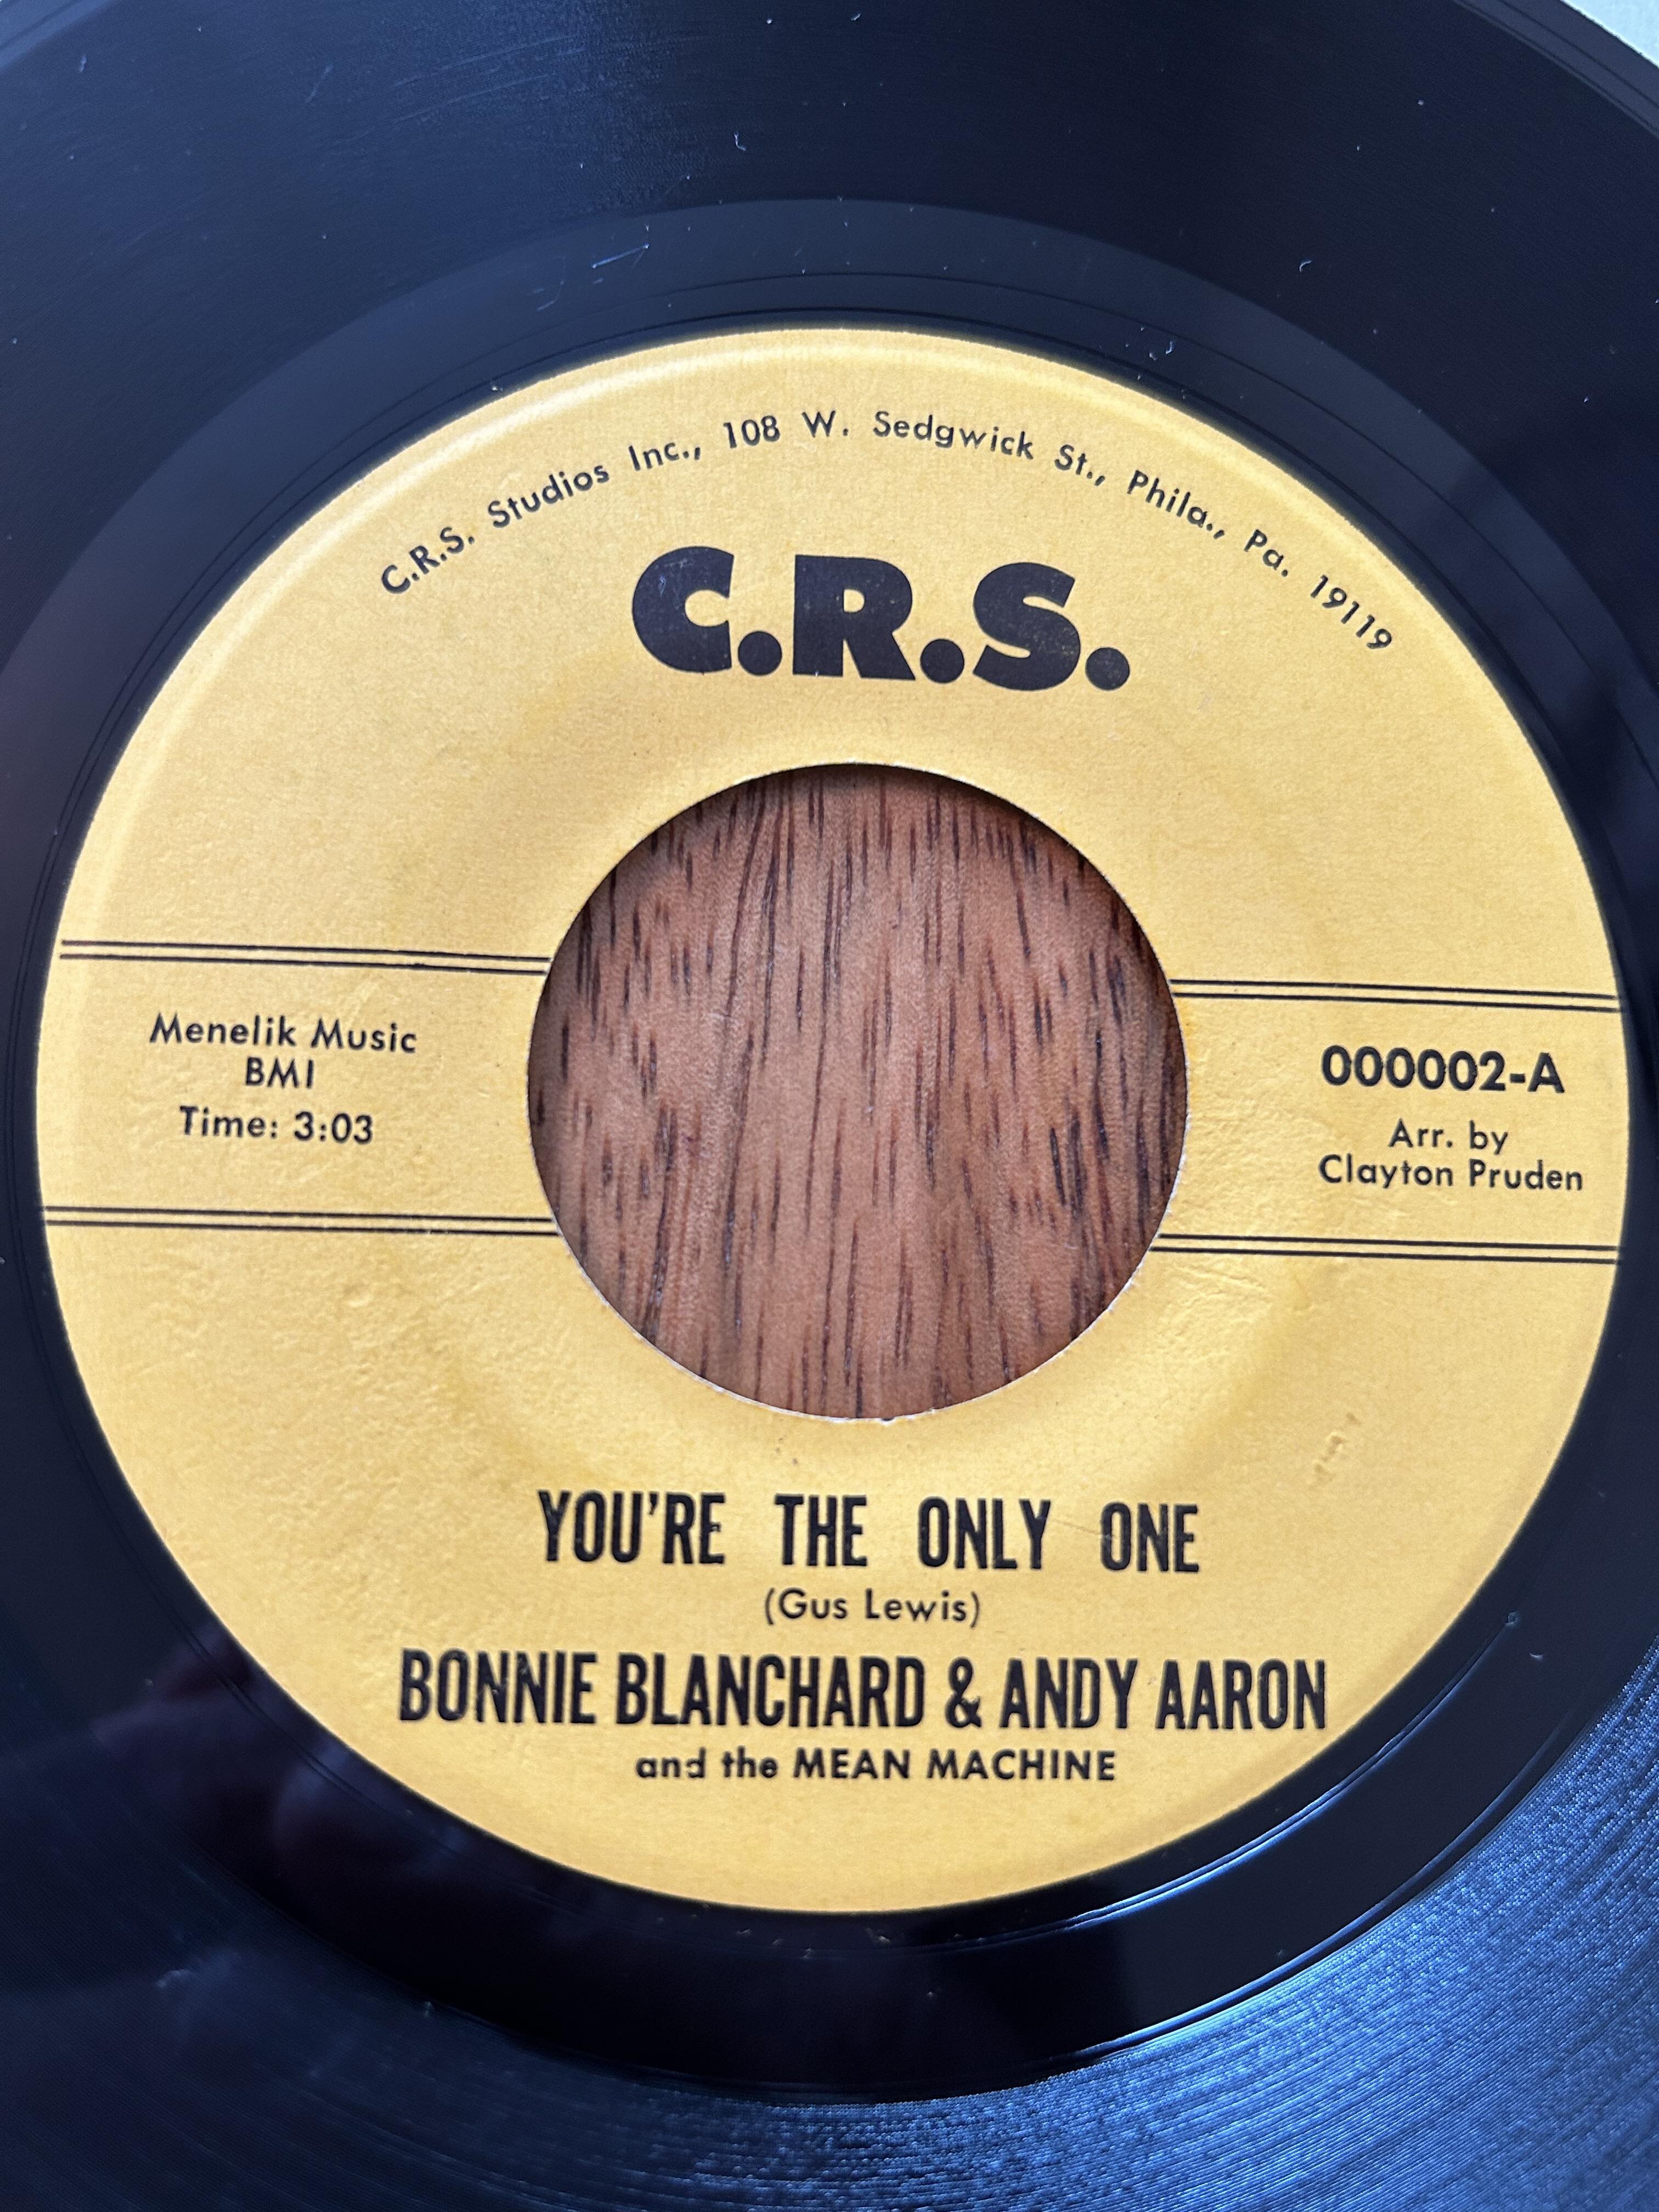 C.R.S. Studios Inc., 108 W. Sedgwick St., Phila., Pa. 19119
C.R.S.
Menelik Music
BMI
Time: 3:03
000002-A
Arr. by
Clayton Pruden
YOU'RE THE ONLY ONE
(Gus Lewis)
BONNIE BLANCHARD & ANDY AARON
and the MEAN MACHINE